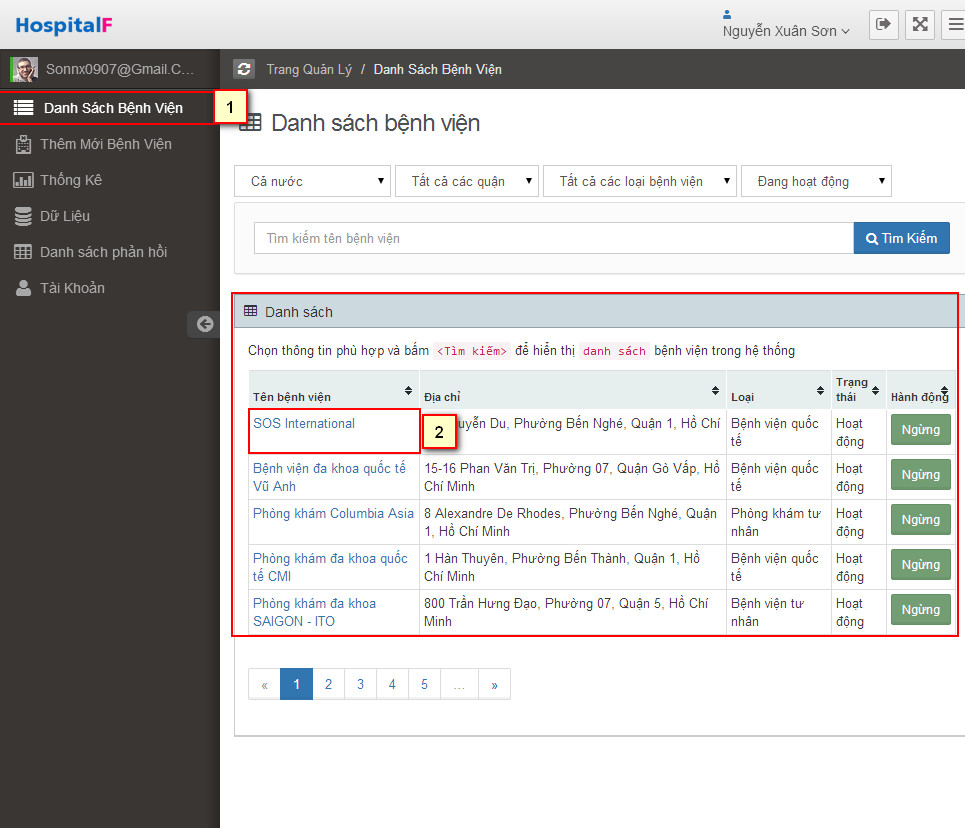 HospitalF
Nguyễn Xuân Sơn
Sonnx0907@Gmail.C...
Trang Quản Lý / Danh Sách Bệnh Viện
Danh Sách Bệnh Viện
1
Thêm Mới Bệnh Viện
Thống Kê
Dữ Liệu
Danh sách phản hồi
Tài Khoản
Danh sách bệnh viện
Cả nước
Tất cả các quận
Tất cả các loại bệnh viện
Đang hoạt động
Tìm kiếm tên bệnh viện
Tìm Kiếm
Danh sách
Chọn thông tin phù hợp và bấm <Tìm kiếm> để hiển thị danh sách bệnh viện trong hệ thống
Tên bệnh viện
Địa chỉ
Loại
Trạng
thái
Hành động
SOS International
2
Du, Phường Bến Nghé, Quận 1, Hồ Chí
Bệnh viện quốc
tế
Hoạt
động
Ngừng
Bệnh viện đa khoa quốc tế
Vũ Anh
15-16 Phan Văn Trị, Phường 07, Quận Gò Vấp, Hồ
Chí Minh
Bệnh viện quốc
tế
Hoạt
động
Ngừng
Phòng khám Columbia Asia
8 Alexandre De Rhodes, Phường Bến Nghé, Quận
1, Hồ Chí Minh
Phòng khám tư
nhân
Hoạt
động
Ngừng
Phòng khám đa khoa quốc
tế CMI
1 Hàn Thuyên, Phường Bến Thành, Quận 1, Hồ
Chí Minh
Bệnh viện quốc
tế
Hoạt
động
Ngừng
Phòng khám đa khoa
SAIGON - ITO
800 Trần Hưng Đạo, Phường 07, Quận 5, Hồ Chí
Minh
Bệnh viện tư
nhân
Hoạt
động
Ngừng
« 1 2 3 4 5 ... »